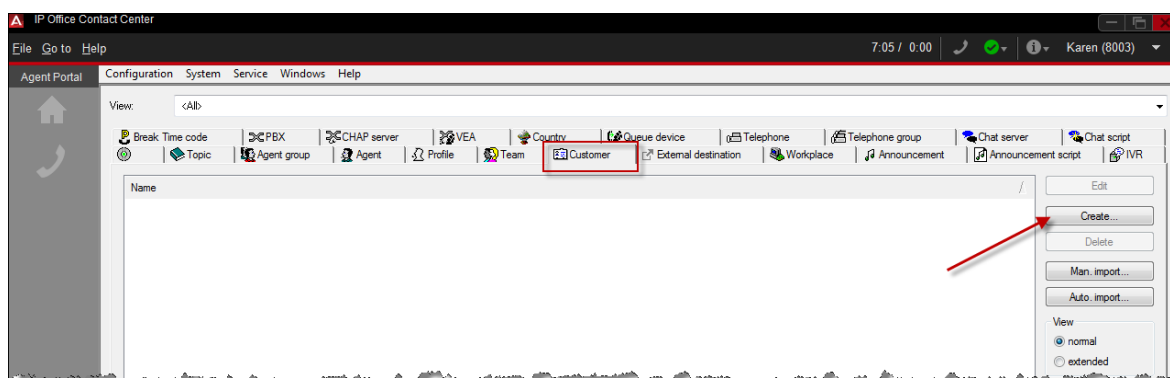 IP Office Contact Center
File Go to Help 7:05 / 0:00 Karen (8003)
Agent Portal Configuration System Service Windows Help
View: <All>
Break Time code PBX CHAP server VEA Country Queue device Telephone Telephone group Chat server Chat script
Topic Agent group Agent Profile Team Customer External destination Workplace Announcement Announcement script IVR
Name / Edit
Create...
Delete
Man. import...
Auto. import...
View
normal
extended